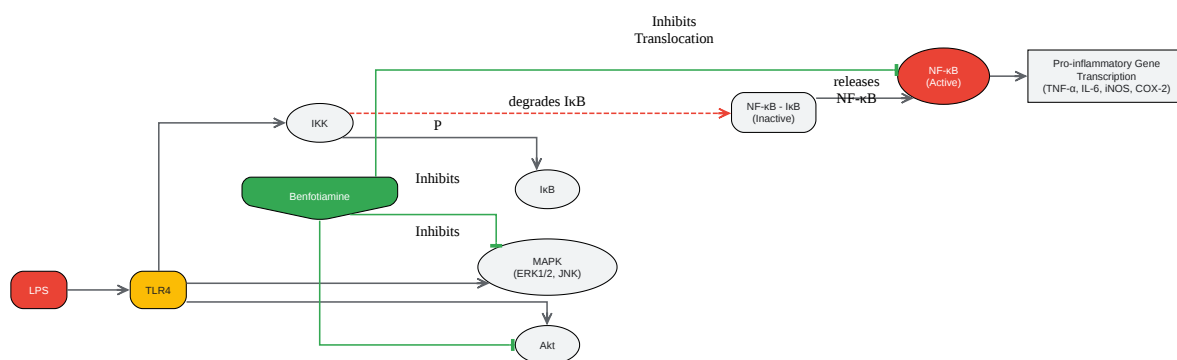 Inhibits
Translocation
NF-κB
(Active)
Pro-inflammatory Gene
Transcription
(TNF-α, IL-6, iNOS, COX-2)
releases
NF-κB
degrades IκB
NF-κB - IκB
(Inactive)
IKK
P
Inhibits
IκB
Benfotiamine
Inhibits
MAPK
(ERK1/2, JNK)
LPS
TLR4
Akt